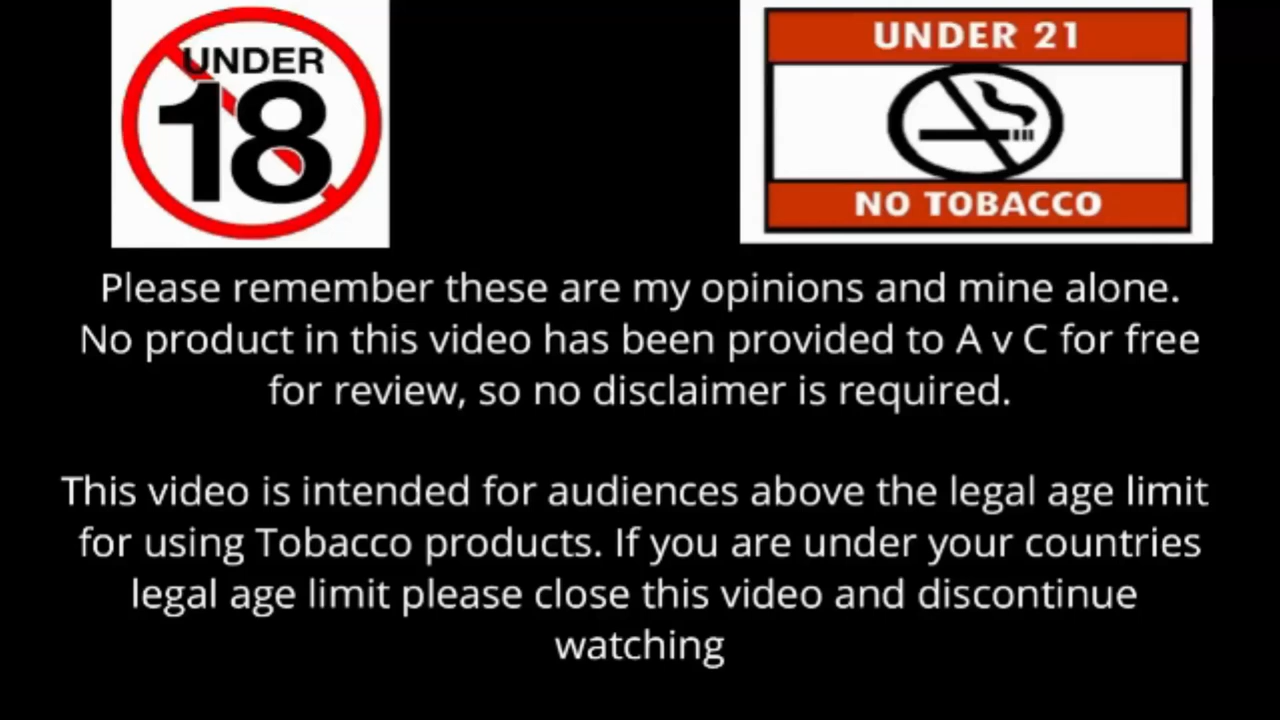 UNDER
18
UNDER 21
NO TOBACCO
Please remember these are my opinions and mine alone.
No product in this video has been provided to A v C for free
for review, so no disclaimer is required.
This video is intended for audiences above the legal age limit
for using Tobacco products. If you are under your countries
legal age limit please close this video and discontinue
watching